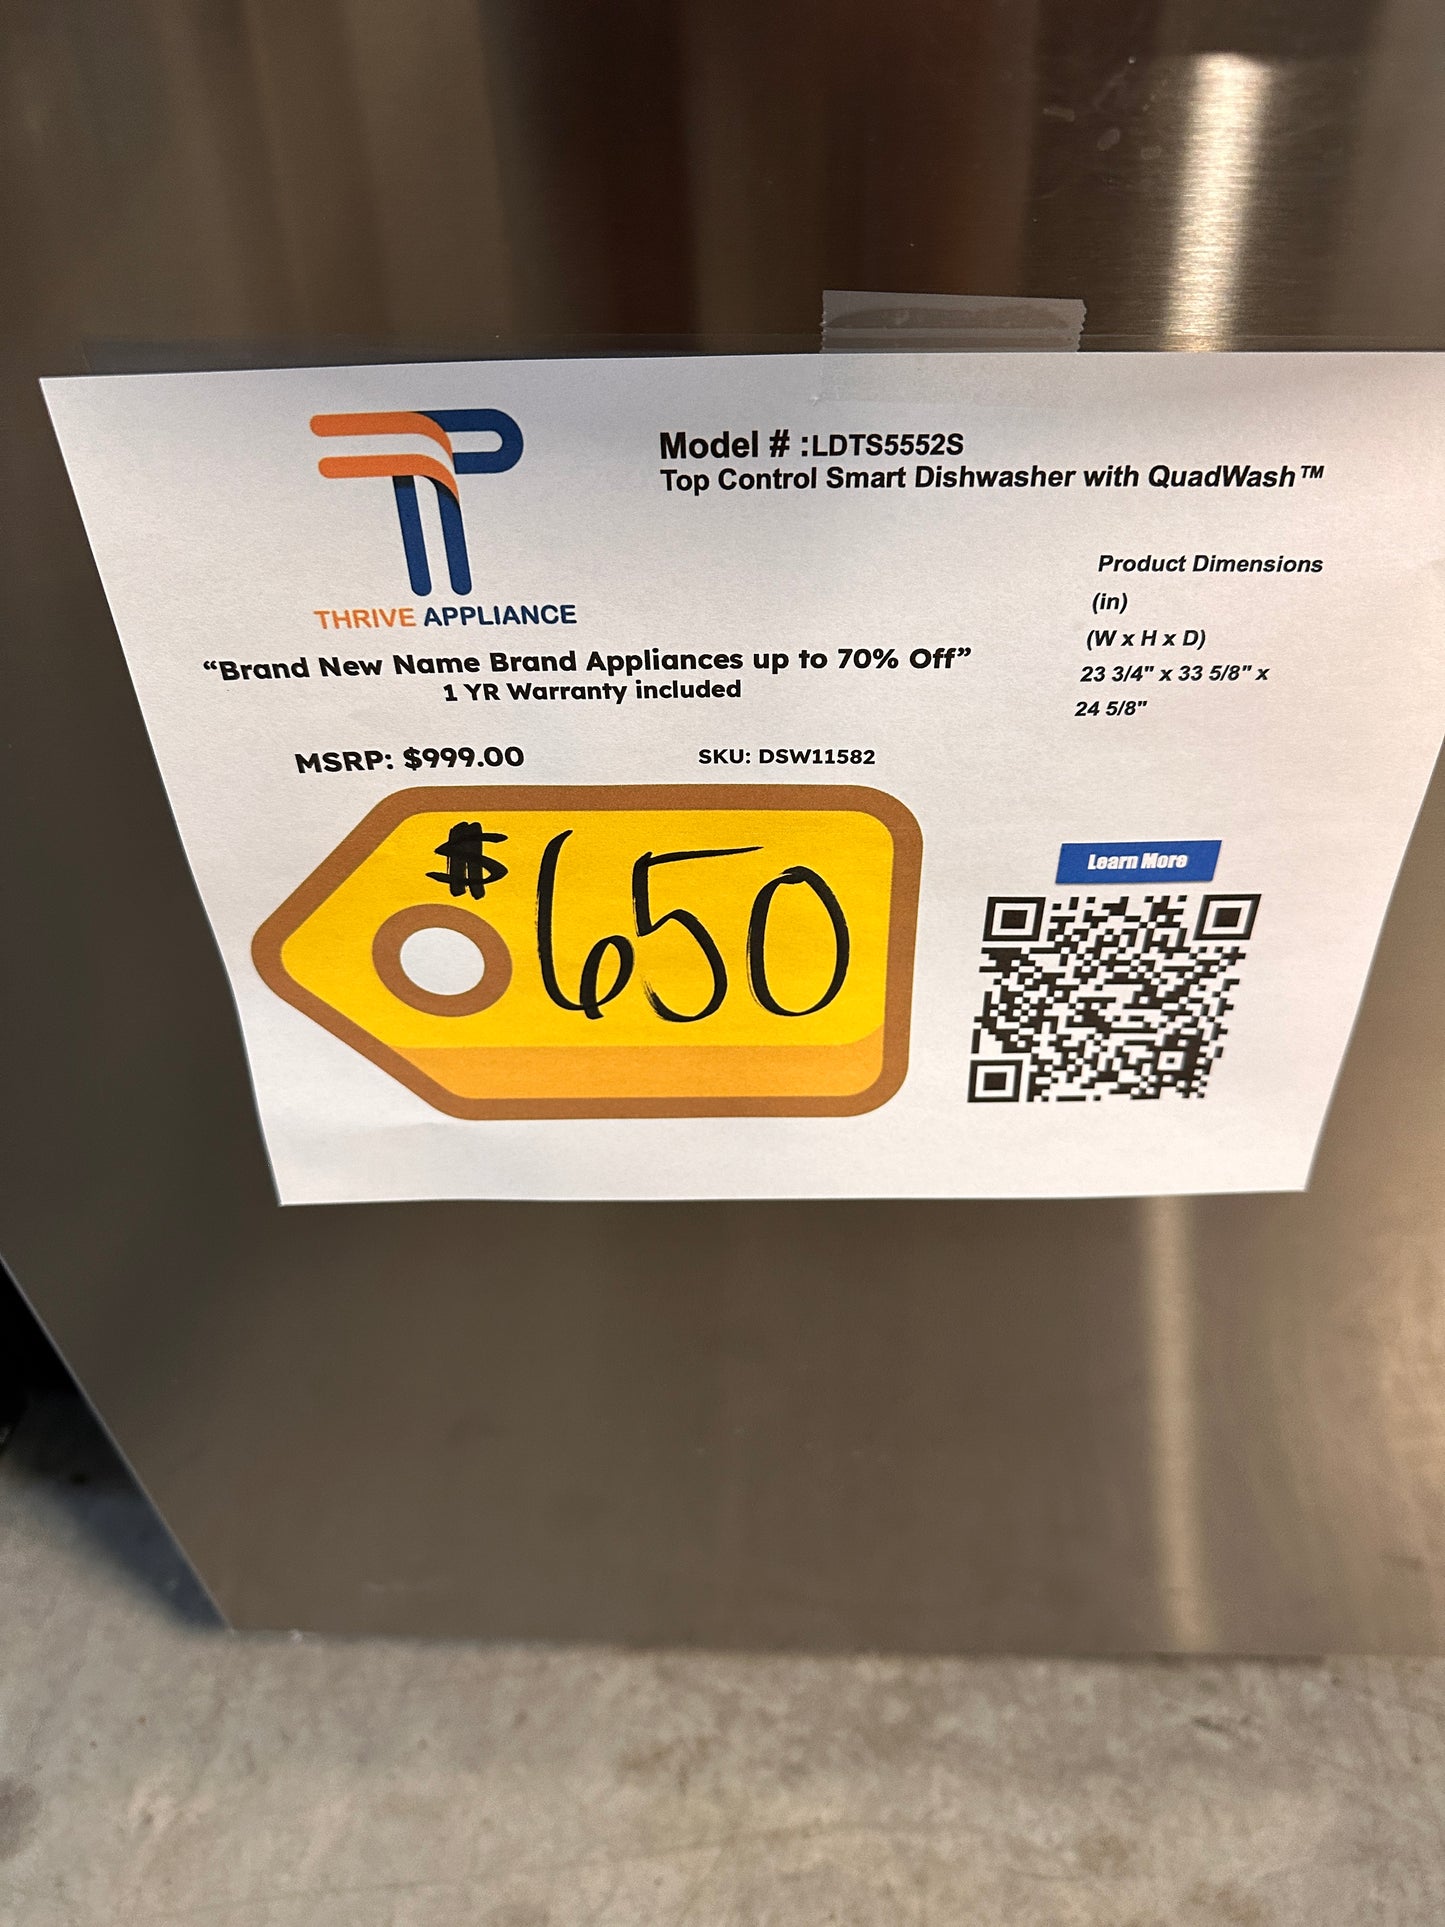 Model # :LDTS5552S
Top Control Smart Dishwasher with QuadWash™
THRIVE APPLIANCE
"Brand New Name Brand Appliances up to 70% Off"
1 YR Warranty included
Product Dimensions
(in)
(W x H x D)
23 3/4" x 33 5/8" x
24 5/8"
MSRP: $999.00
SKU: DSW11582
$650
Learn More